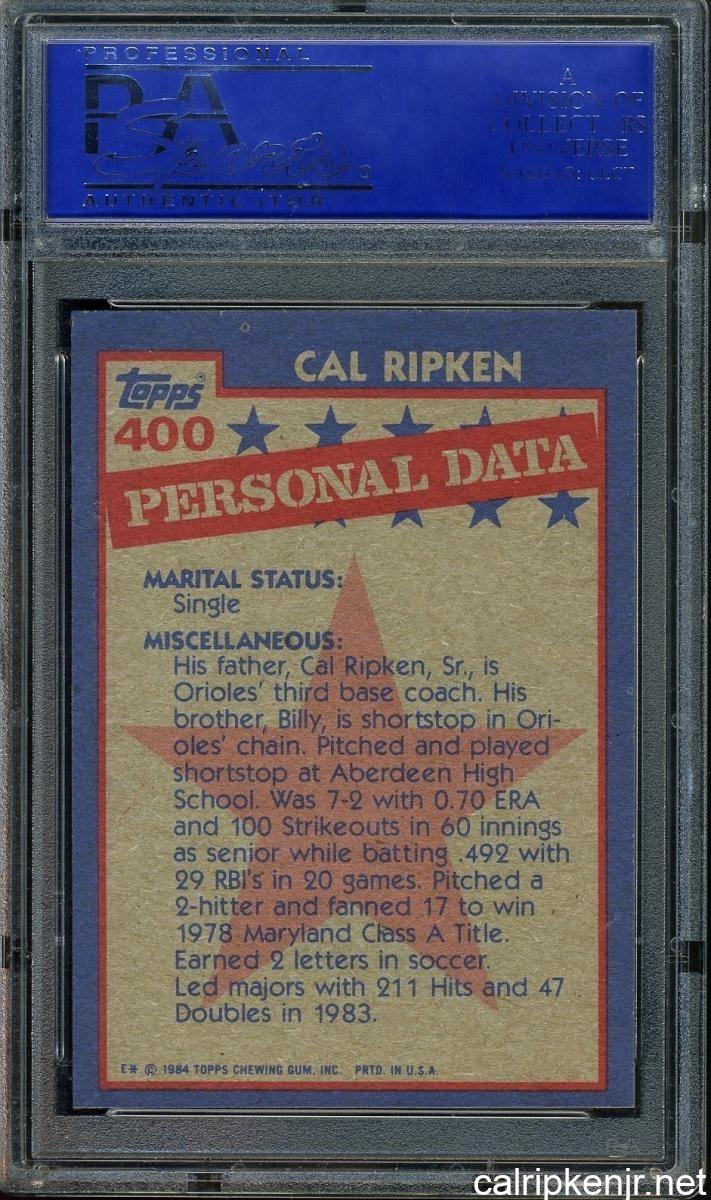 PROFESSIONAL
PSA
AUTHENTICATOR
A
DIVISION OF
COLLECTORS
UNIVERSE
NASDAQ: CLCT
CAL RIPKEN
topps
400
PERSONAL DATA
MARITAL STATUS:
Single
MISCELLANEOUS:
His father, Cal Ripken, Sr., is
Orioles' third base coach. His
brother, Billy, is shortstop in Ori-
oles' chain. Pitched and played
shortstop at Aberdeen High
School. Was 7-2 with 0.70 ERA
and 100 Strikeouts in 60 innings
as senior while batting .492 with
29 RBI's in 20 games. Pitched a
2-hitter and fanned 17 to win
1978 Maryland Class A Title.
Earned 2 letters in soccer.
Led majors with 211 Hits and 47
Doubles in 1983.
E* © 1984 TOPPS CHEWING GUM, INC. PRTD. IN U.S.A.
calripkenjr.net